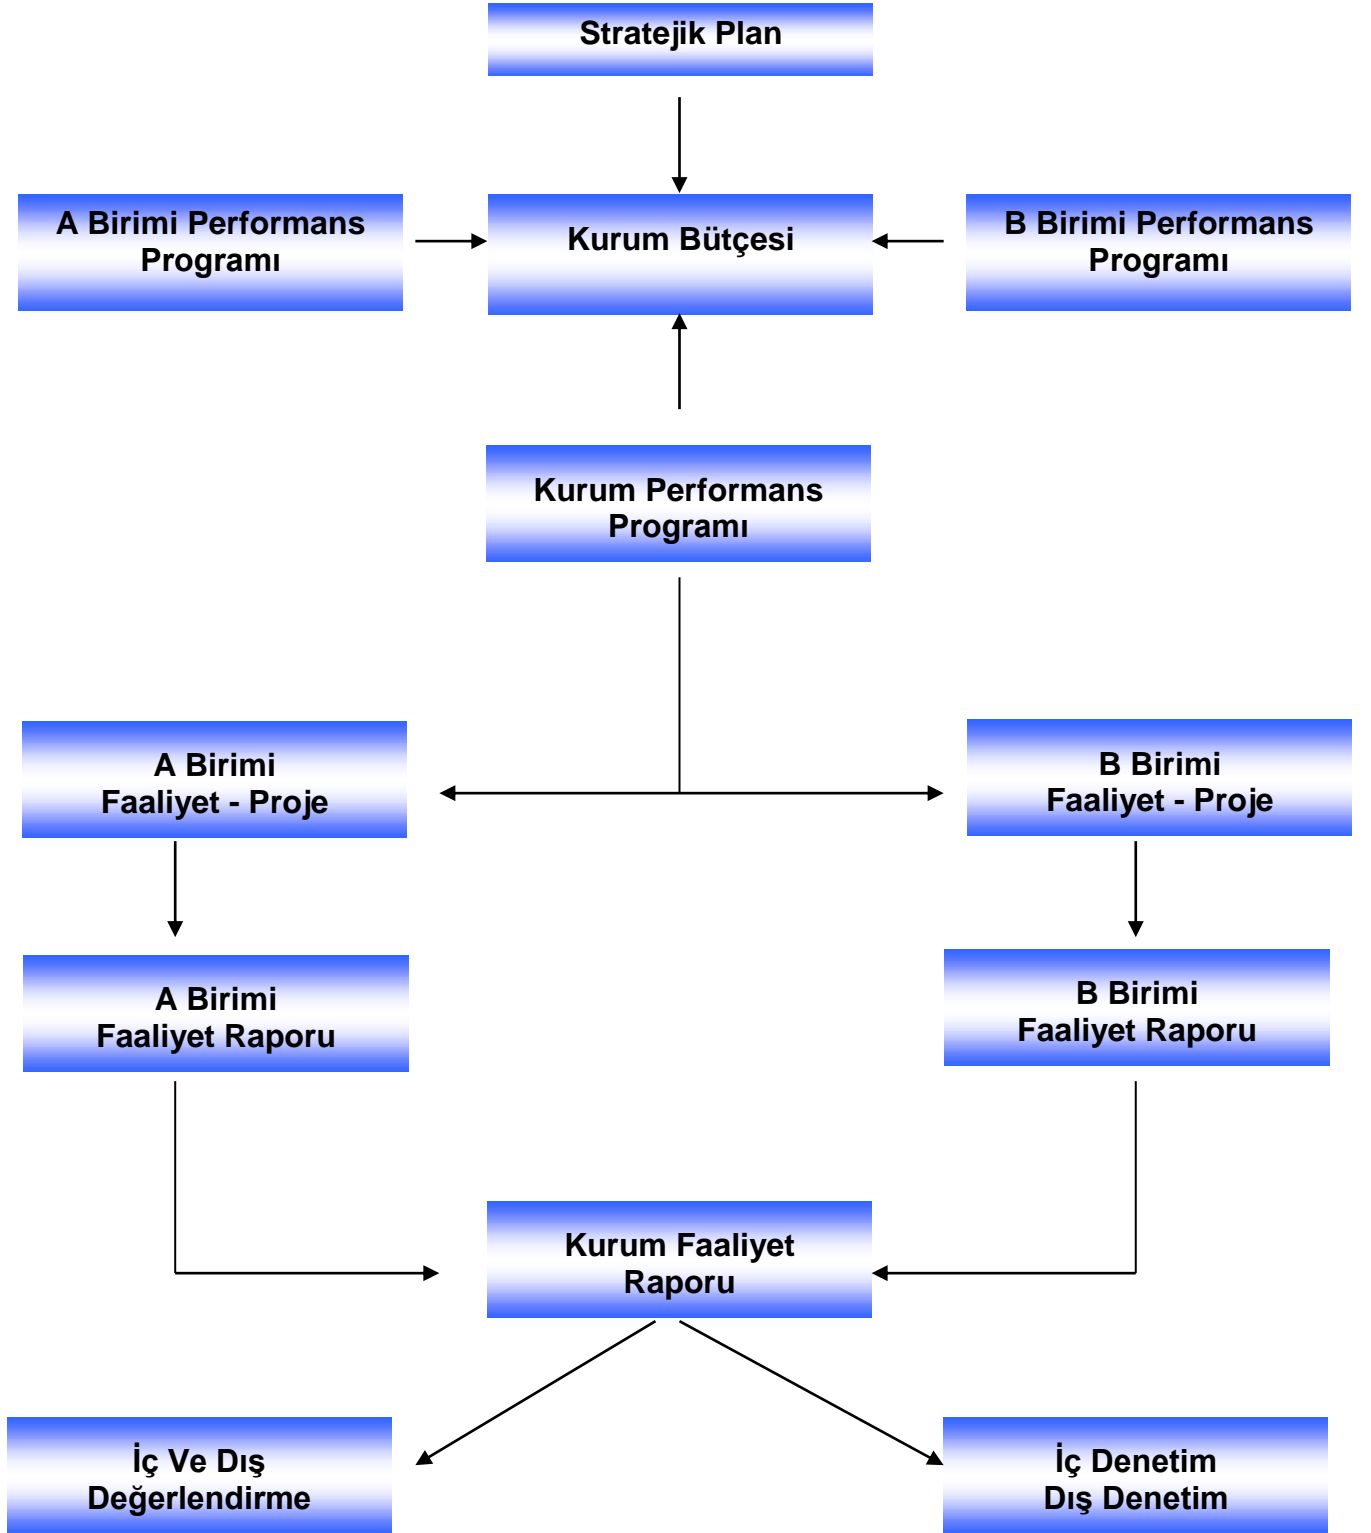 Stratejik Plan
A Birimi Performans
Programı
Kurum Bütçesi
B Birimi Performans
Programı
Kurum Performans
Programı
A Birimi
Faaliyet - Proje
B Birimi
Faaliyet - Proje
A Birimi
Faaliyet Raporu
B Birimi
Faaliyet Raporu
Kurum Faaliyet
Raporu
İç Ve Dış
Değerlendirme
İç Denetim
Dış Denetim